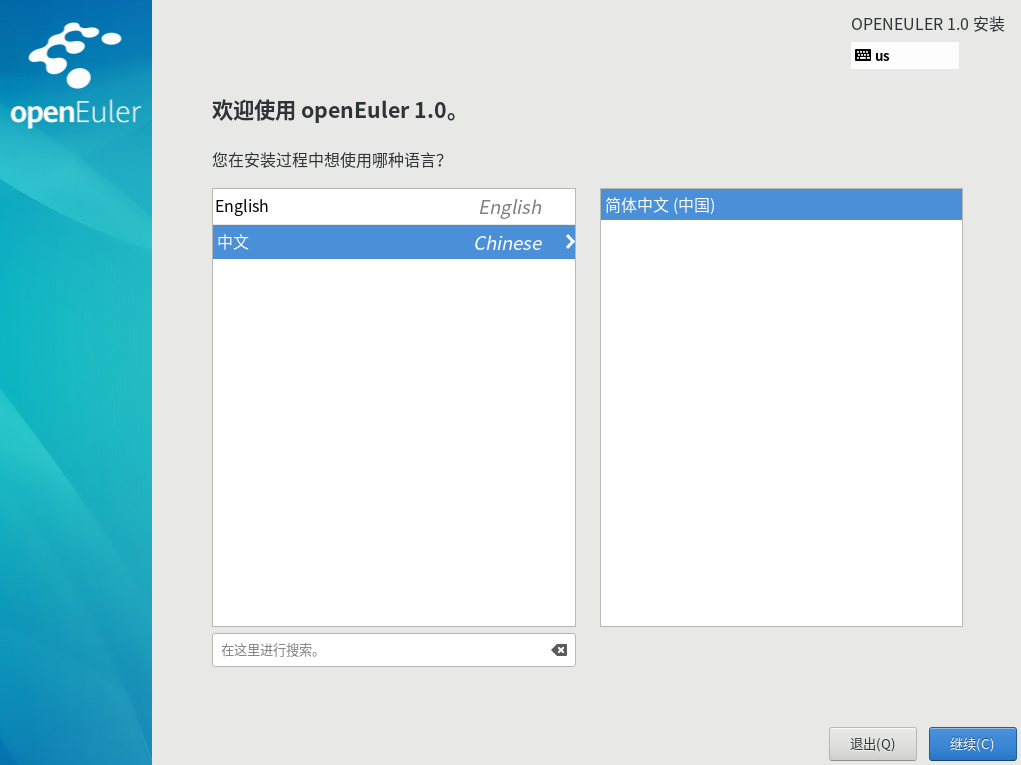 openEuler
OPENEULER 1.0 安装
us
欢迎使用 openEuler 1.0。
您在安装过程中想使用哪种语言？
English English
中文 Chinese
简体中文 (中国)
在这里进行搜索。
退出(Q) 继续(C)